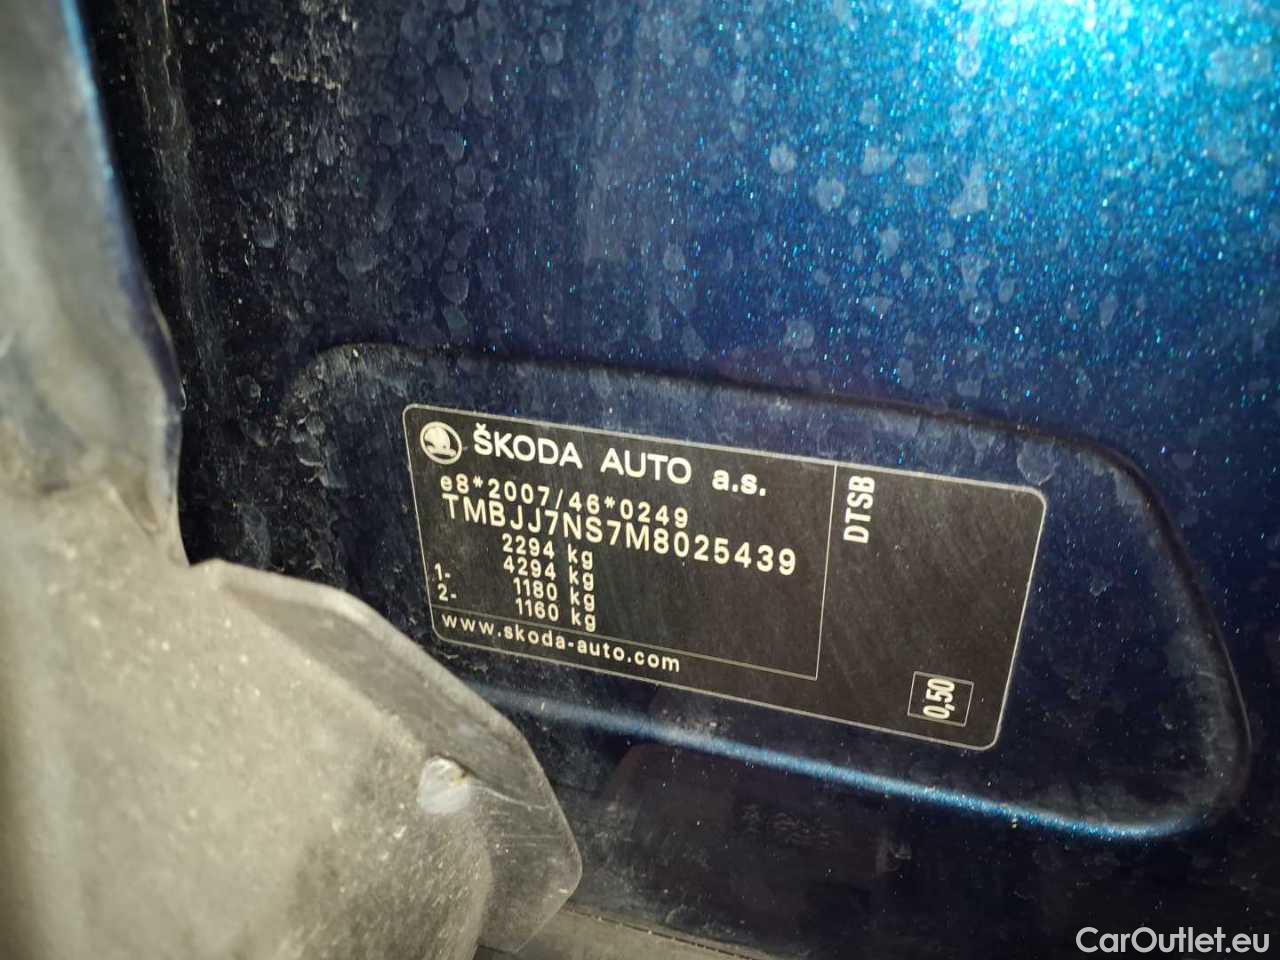 ŠKODA AUTO a.s.
e8*2007/46*0249
TMBJJ7NS7M8025439
2294 kg
4294 kg
1- 1180 kg
2- 1160 kg
www.skoda-auto.com
DTSB
0,50
CarOutlet.eu